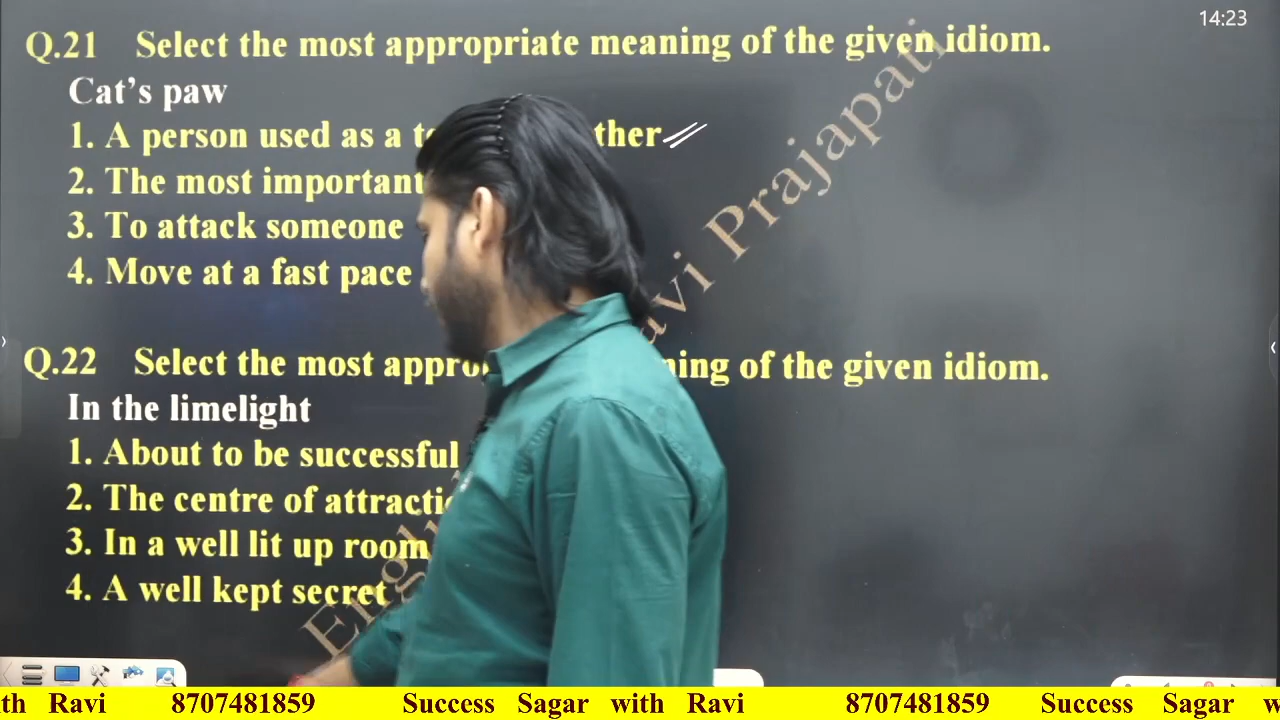 14:23
Q.21 Select the most appropriate meaning of the given idiom.
Cat's paw
1. A person used as a ther
2. The most important
3. To attack someone
4. Move at a fast pace
Q.22 Select the most appro ning of the given idiom.
In the limelight
1. About to be successful
2. The centre of attracti
3. In a well lit up room
4. A well kept secret
Engli avi Prajapati
th Ravi 8707481859 Success Sagar with Ravi 8707481859 Success Sagar w